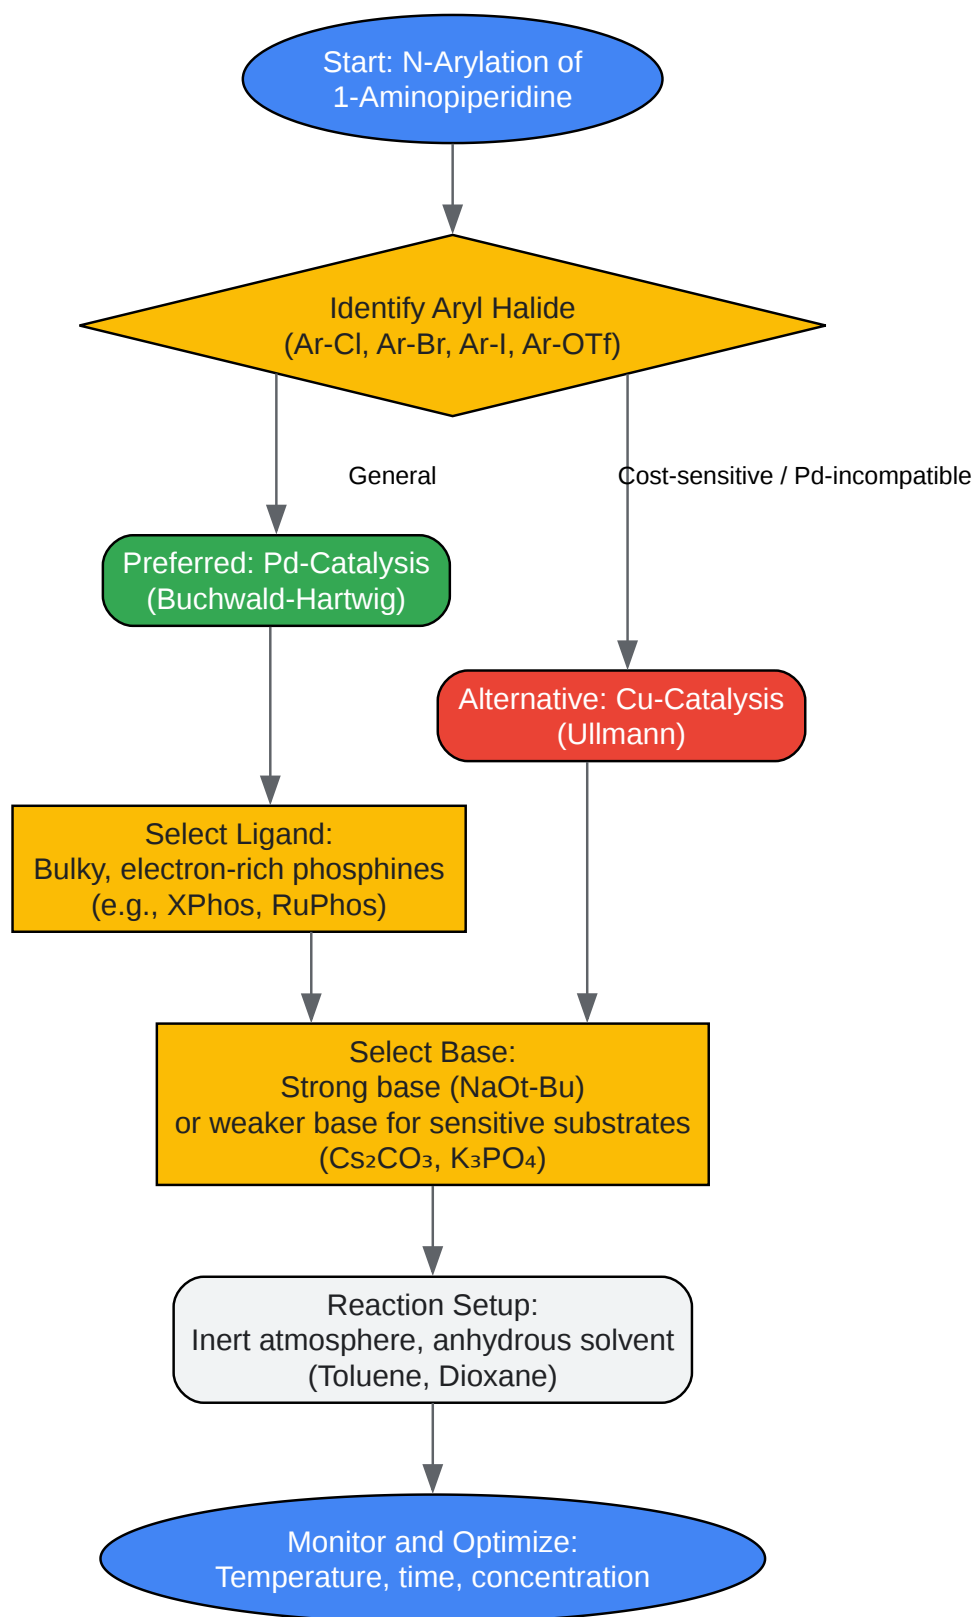 Start: N-Arylation of
1-Aminopiperidine
Identify Aryl Halide
(Ar-Cl, Ar-Br, Ar-I, Ar-OTf)
General
Cost-sensitive / Pd-incompatible
Preferred: Pd-Catalysis
(Buchwald-Hartwig)
Alternative: Cu-Catalysis
(Ullmann)
Select Ligand:
Bulky, electron-rich phosphines
(e.g., XPhos, RuPhos)
Select Base:
Strong base (NaOt-Bu)
or weaker base for sensitive substrates
(Cs₂CO₃, K₃PO₄)
Reaction Setup:
Inert atmosphere, anhydrous solvent
(Toluene, Dioxane)
Monitor and Optimize:
Temperature, time, concentration